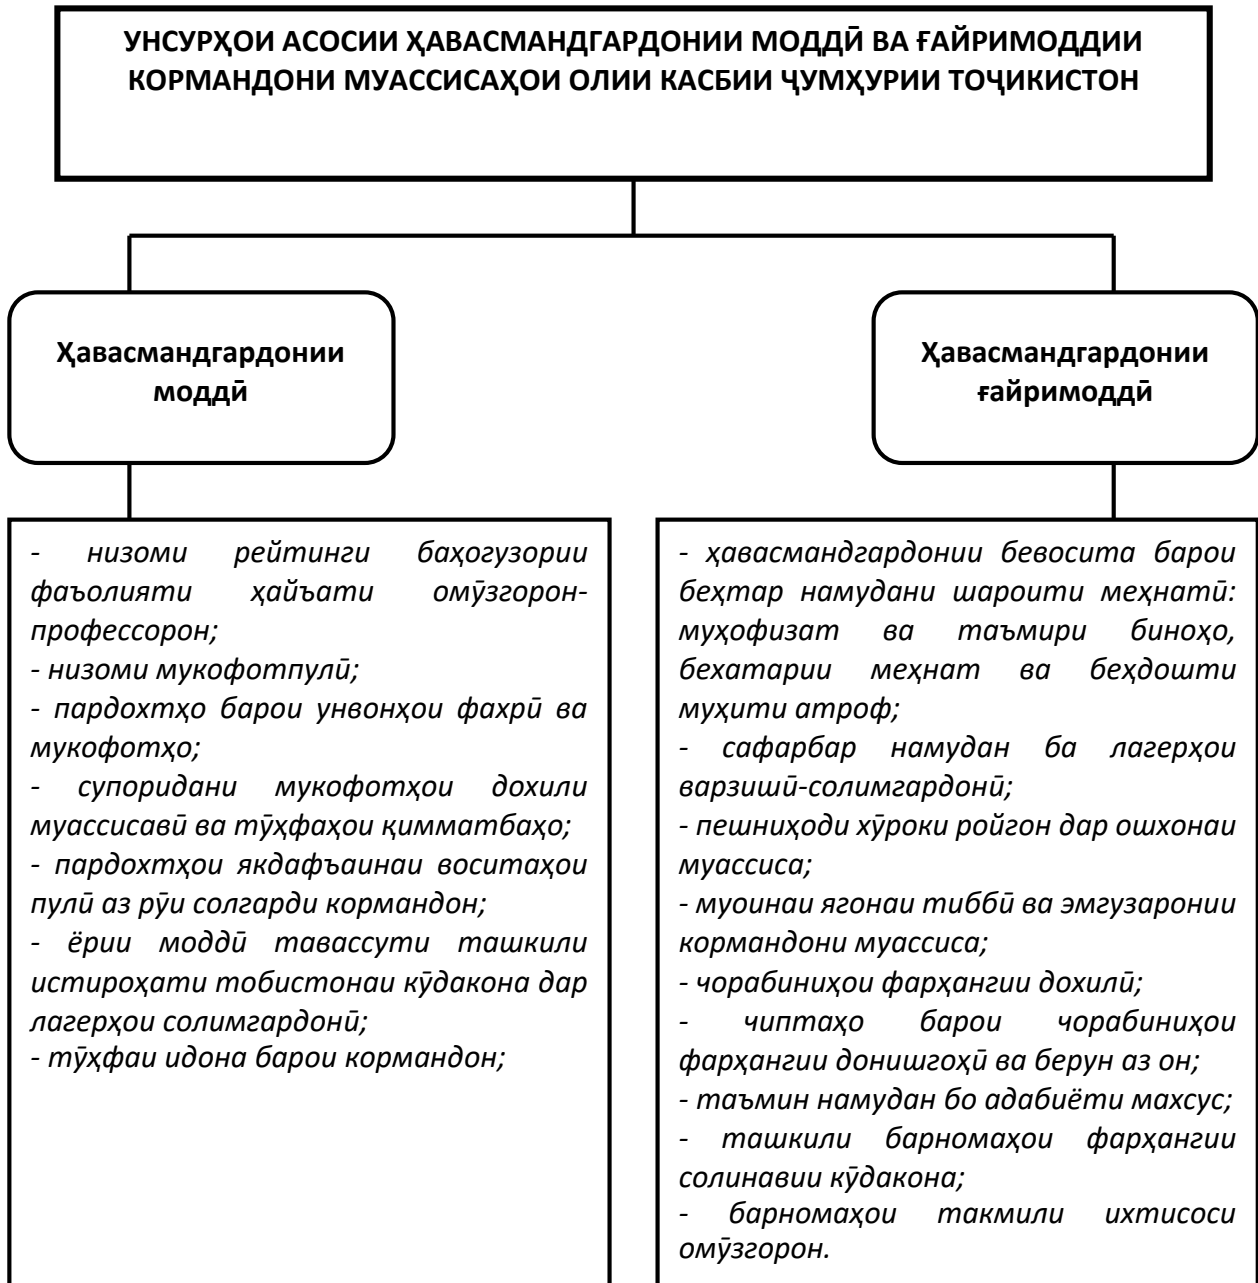 УНСУРҲОИ АСОСИИ ҲАВАСМАНДГАРДОНИИ МОДДӢ ВА ҒАЙРИМОДДИИ
КОРМАНДОНИ МУАССИСАҲОИ ОЛИИ КАСБИИ ҶУМҲУРИИ ТОҶИКИСТОН
Ҳавасмандгардонии
моддӣ
Ҳавасмандгардонии
ғайримоддӣ
- низоми рейтинги баҳогузории
фаъолияти ҳайъати омӯзгорон-
профессорон;
- низоми мукофотпулӣ;
- пардохтҳо барои унвонҳои фахрӣ ва
мукофотҳо;
- супоридани мукофотҳои дохили
муассисавӣ ва тӯҳфаҳои қимматбаҳо;
- пардохтҳои якдафъаинаи воситаҳои
пулӣ аз рӯи солгарди кормандон;
- ёрии моддӣ тавассути ташкили
истироҳати тобистонаи кӯдакона дар
лагерҳои солимгардонӣ;
- тӯҳфаи идона барои кормандон;
- ҳавасмандгардонии бевосита барои
беҳтар намудани шароити меҳнатӣ:
муҳофизат ва таъмири биноҳо,
бехатарии меҳнат ва беҳдошти
муҳити атроф;
- сафарбар намудан ба лагерҳои
варзишӣ-солимгардонӣ;
- пешниҳоди хӯроки ройгон дар ошхонаи
муассиса;
- муоинаи ягонаи тиббӣ ва эмгузаронии
кормандони муассиса;
- чорабиниҳои фарҳангии дохилӣ;
- чиптаҳо барои чорабиниҳои
фарҳангии донишгоҳӣ ва берун аз он;
- таъмин намудан бо адабиёти махсус;
- ташкили барномаҳои фарҳангии
солинавии кӯдакона;
- барномаҳои такмили ихтисоси
омӯзгорон.